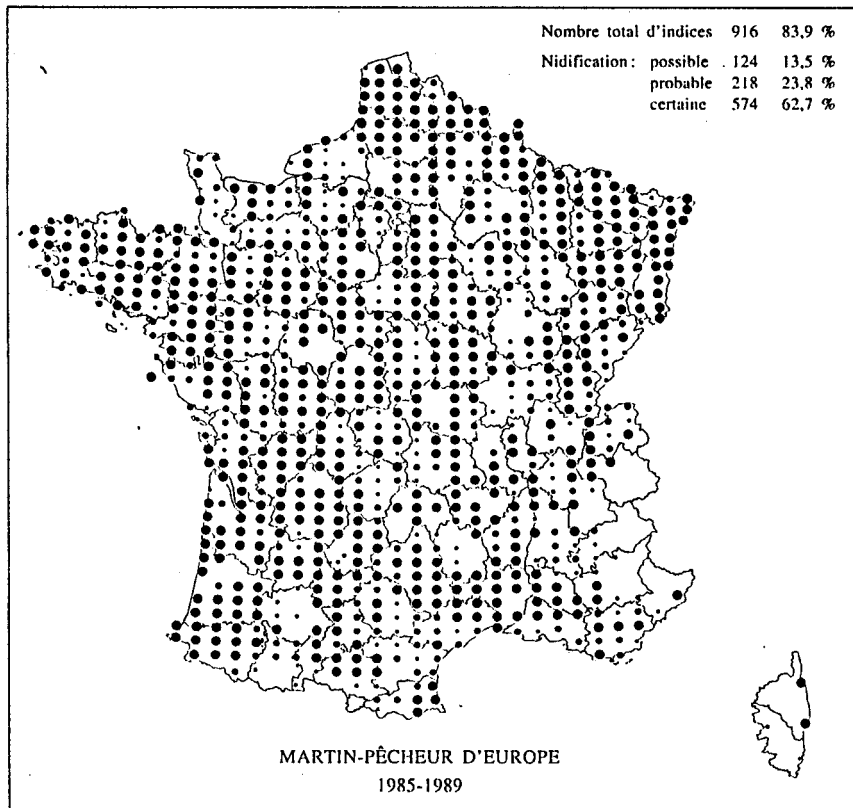 Nombre total d'indices 916 83,9 %
Nidification : possible 124 13,5 %
probable 218 23,8 %
certaine 574 62,7 %
MARTIN-PÊCHEUR D'EUROPE
1985-1989